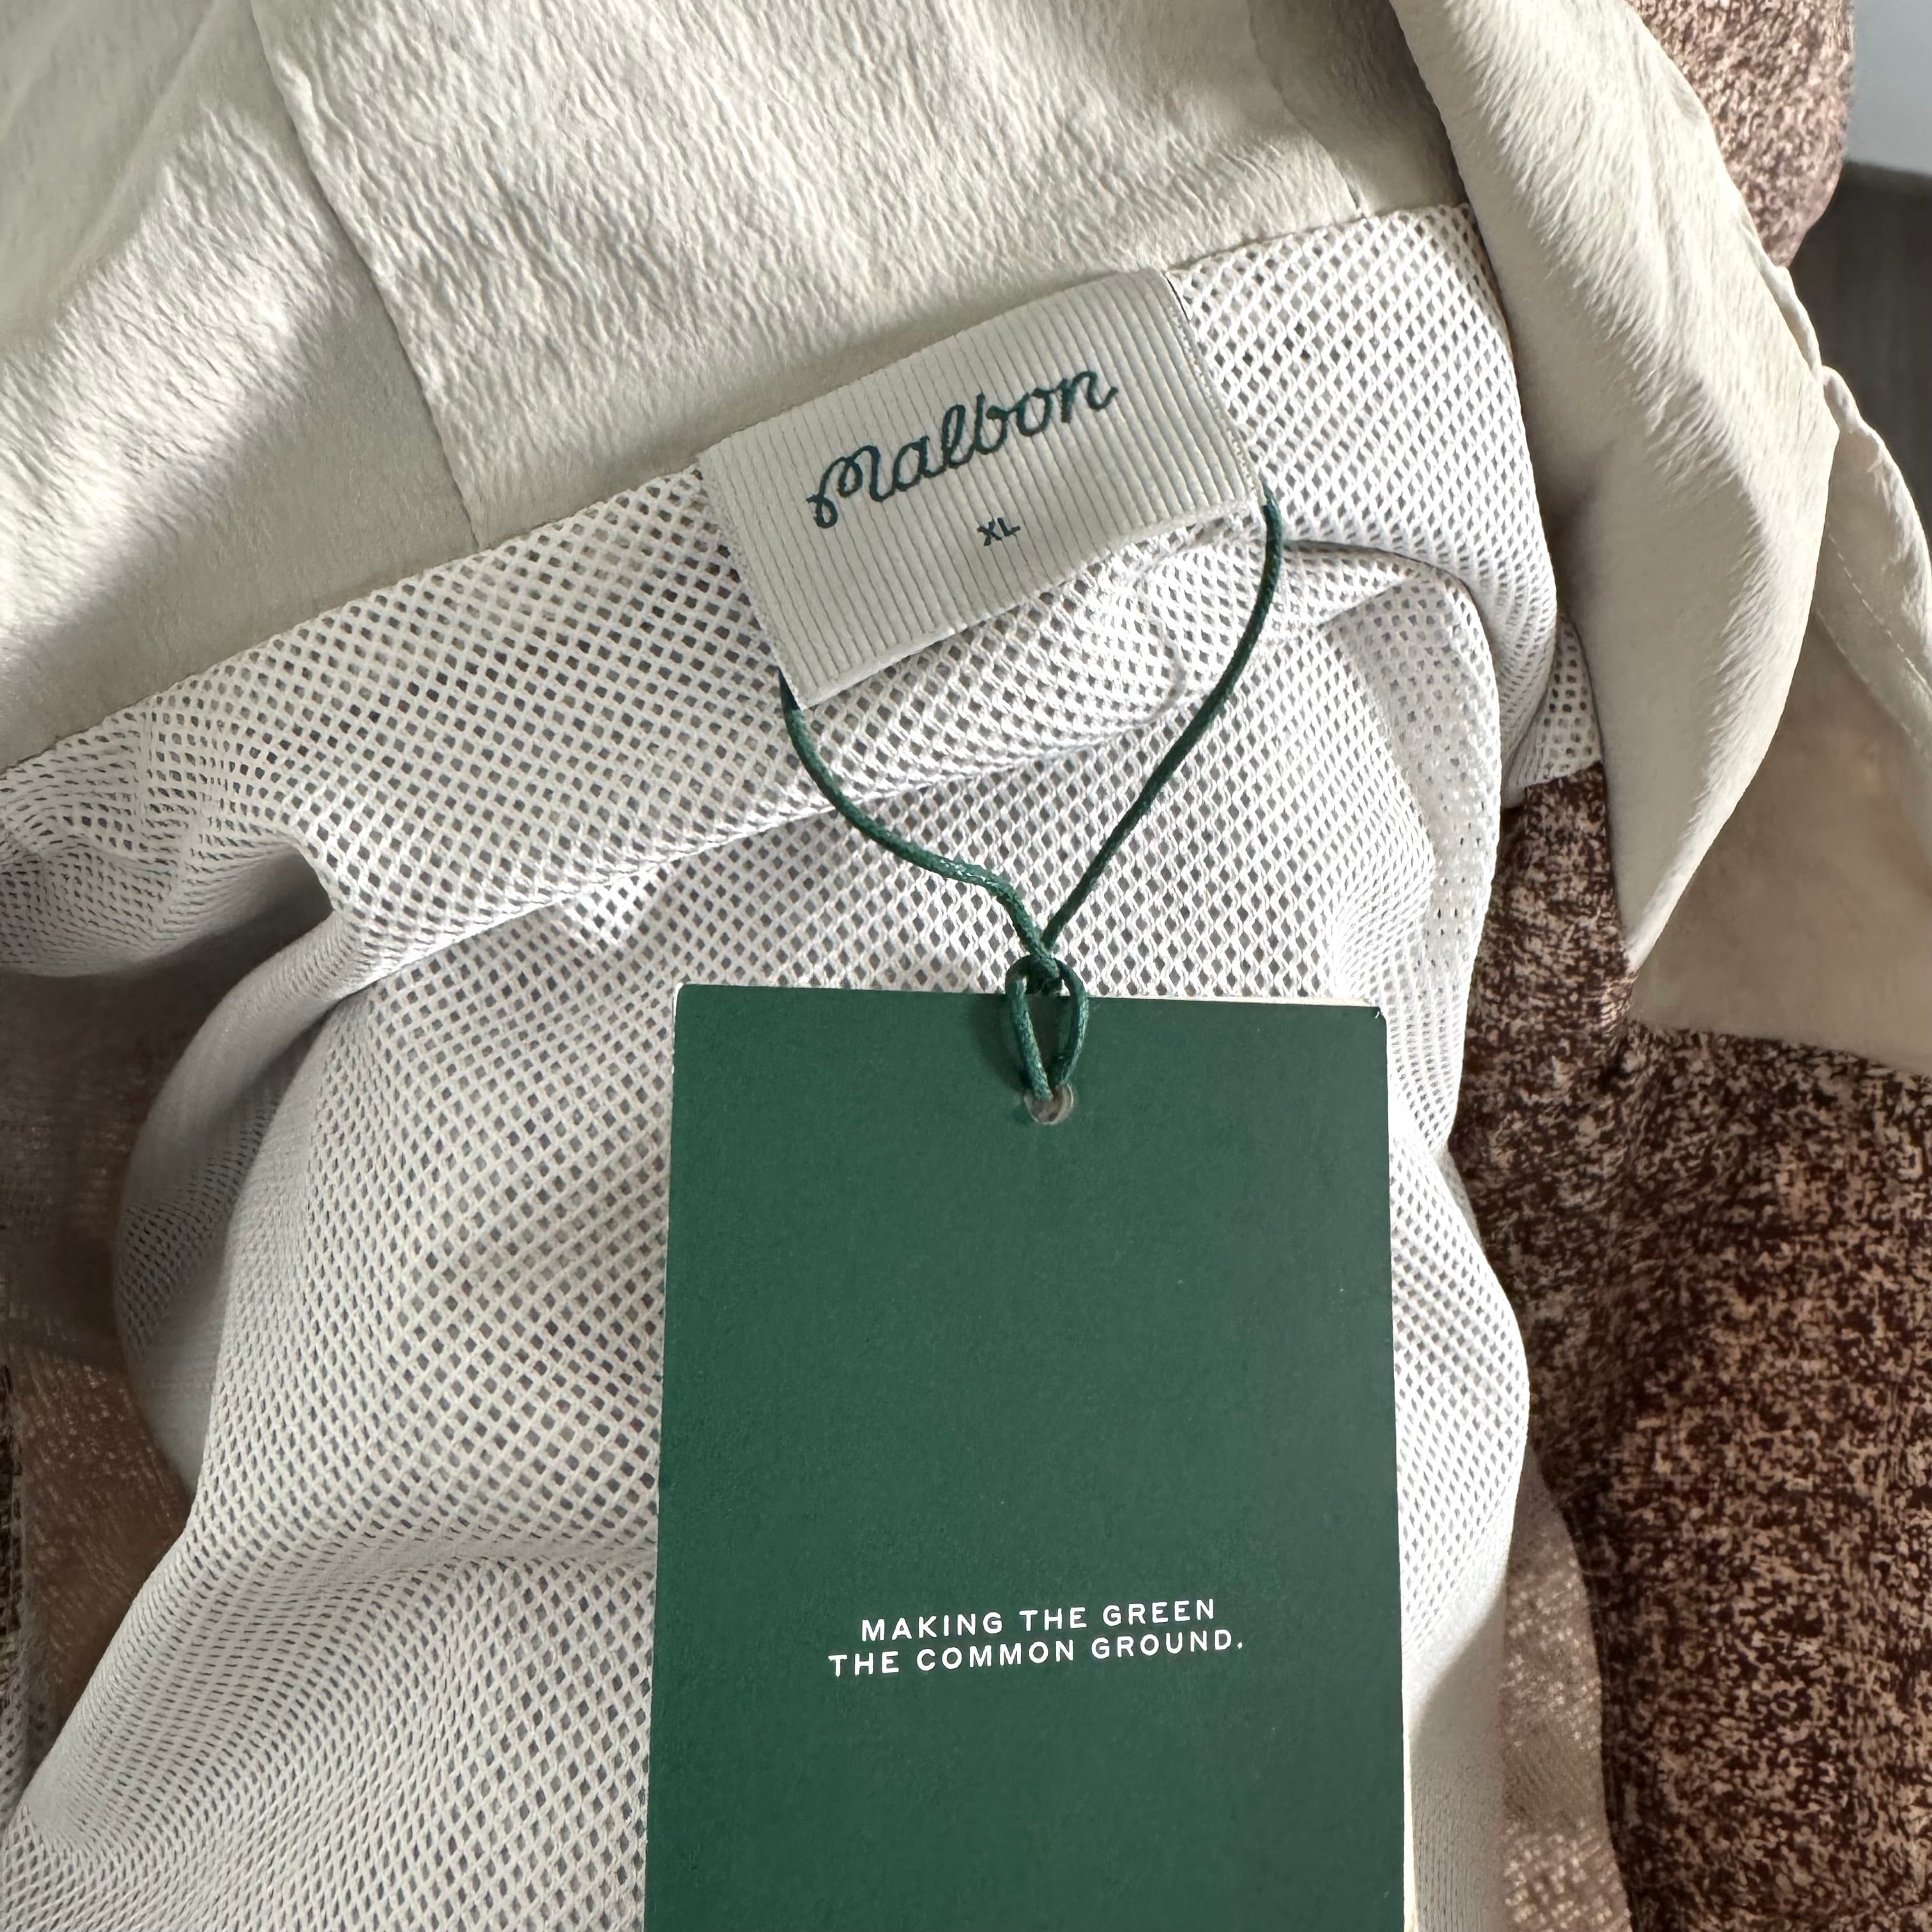 Malbon
XL
MAKING THE GREEN
THE COMMON GROUND.